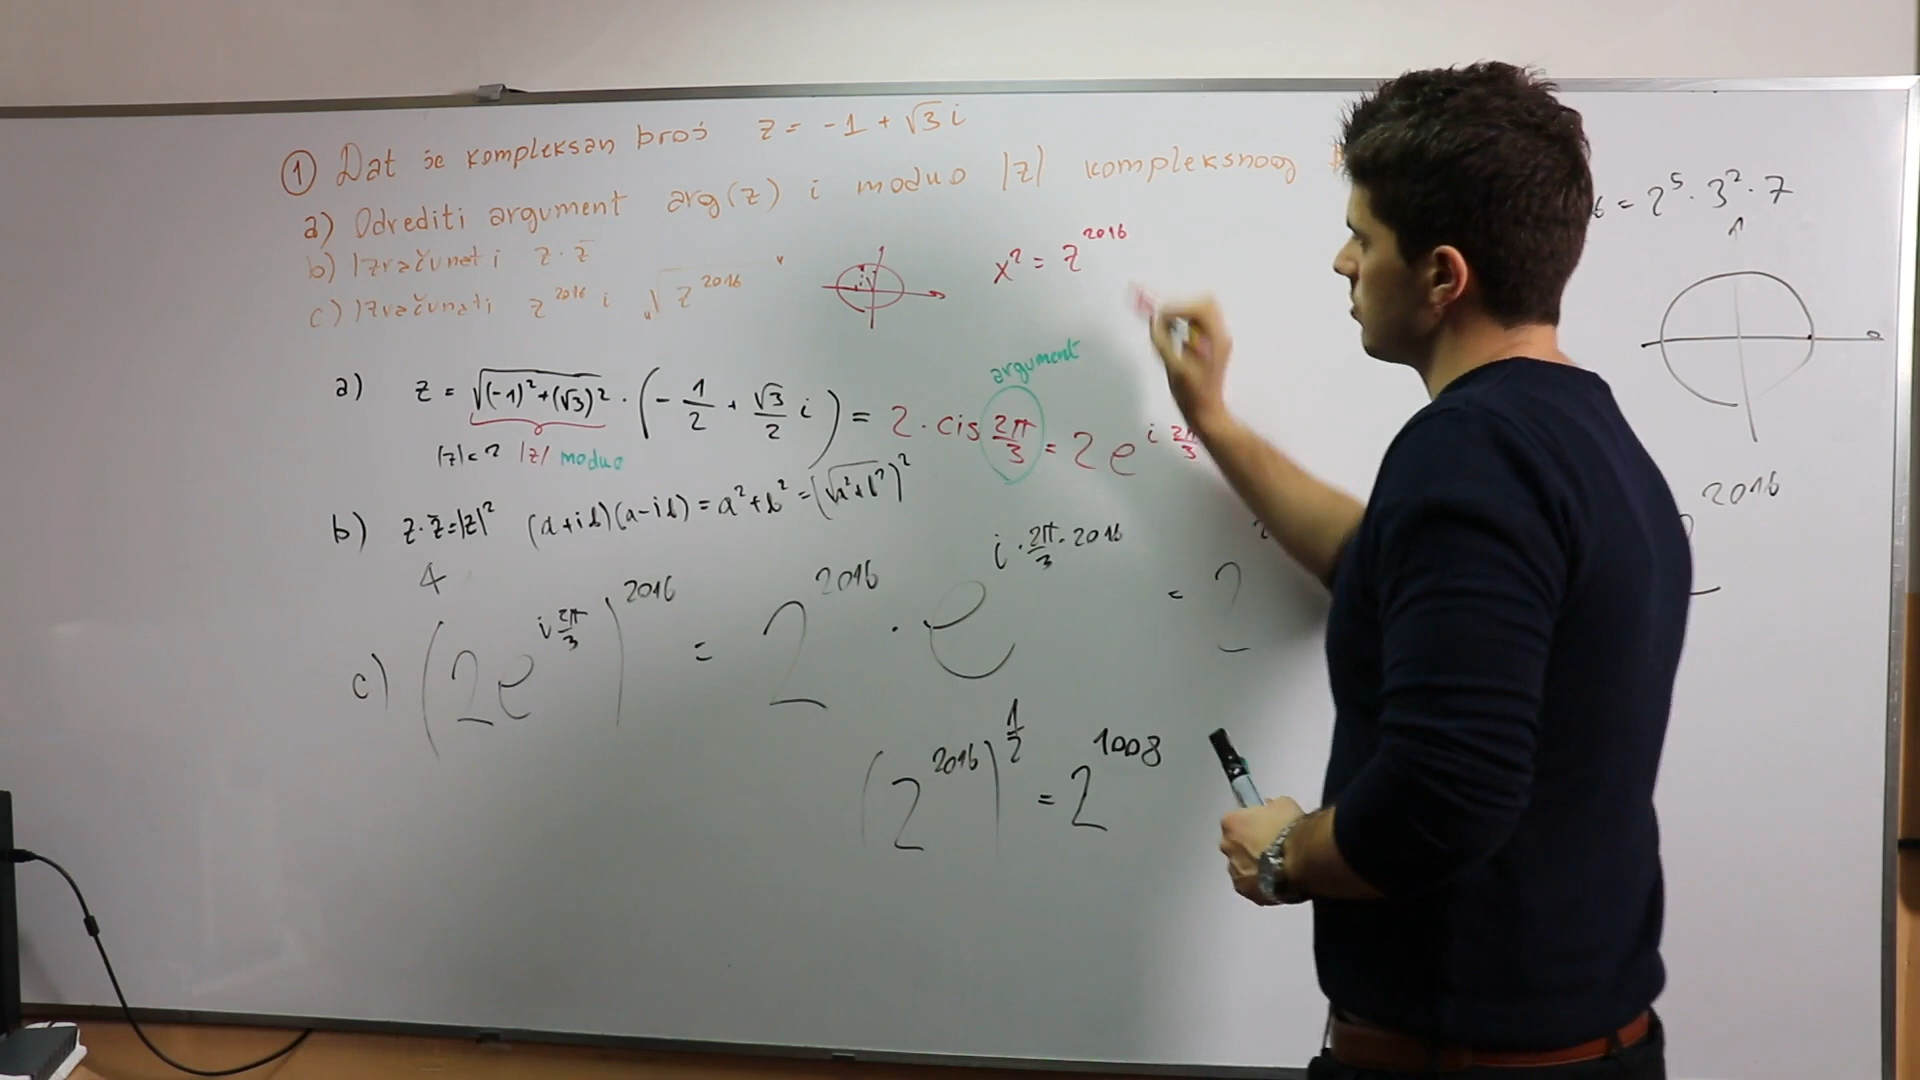 ① Dat je kompleksan broj z = -1 + √3 i
a) Odrediti argument arg(z) i moduo |z| kompleksnog
b) Izračunati z · z̄
c) Izračunati z^2016 i √z^2016
x² = z^2016
6 = 2⁵ · 3² · 7
a) z = √((-1)² + (√3)²) · (-1/2 + √3/2 i) = 2 · cis 2π/3 = 2e^(i 2π/3)
argument
|z| = 2 |z| moduo
b) z · z̄ = |z|² (a+ib)(a-ib) = a² + b² = (√a²+b²)²
4
c) (2e^(i 2π/3))^2016 = 2^2016 · e^(i · 2π/3 · 2016) = 2
2016
(2^2016)^(1/2) = 2^1008